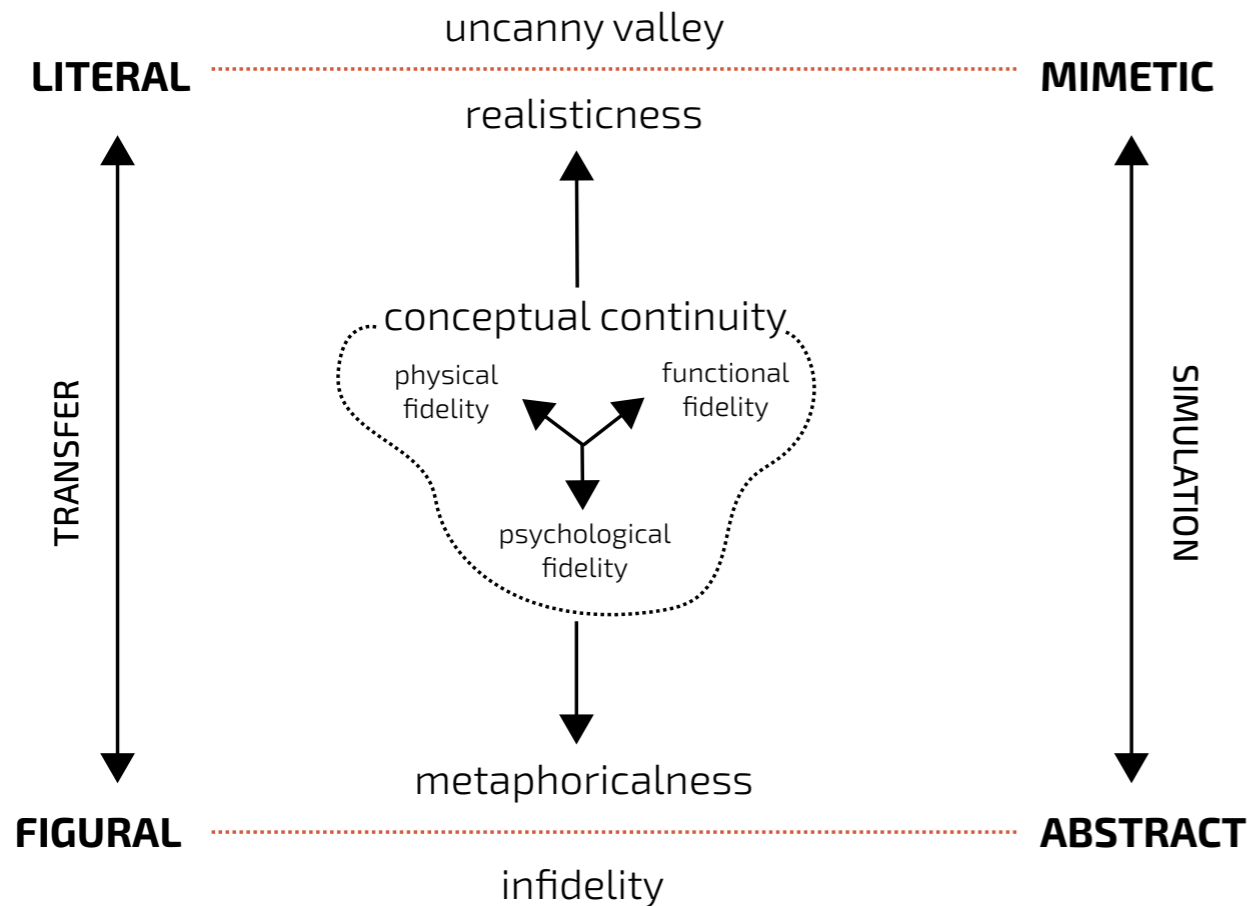 uncanny valley
LITERAL
MIMETIC
realisticness
conceptual continuity
physical
fidelity
functional
fidelity
psychological
fidelity
TRANSFER
SIMULATION
metaphoricalness
FIGURAL
ABSTRACT
infidelity